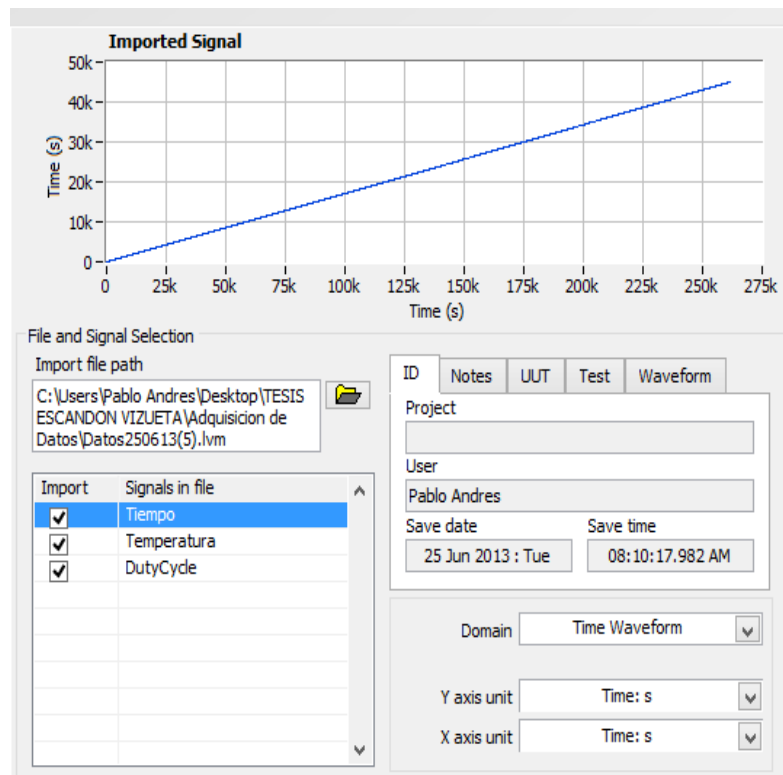 Imported Signal
50k
40k
30k
20k
10k
0
Time (s)
0 25k 50k 75k 100k 125k 150k 175k 200k 225k 250k 275k
Time (s)
File and Signal Selection
Import file path
C:\Users\Pablo Andres\Desktop\TESIS
ESCANDON VIZUETA\Adquisicion de
Datos\Datos250613(5).lvm
Import Signals in file
Tiempo
Temperatura
DutyCycle
ID Notes UUT Test Waveform
Project
User
Pablo Andres
Save date Save time
25 Jun 2013 : Tue 08:10:17.982 AM
Domain Time Waveform
Y axis unit Time: s
X axis unit Time: s